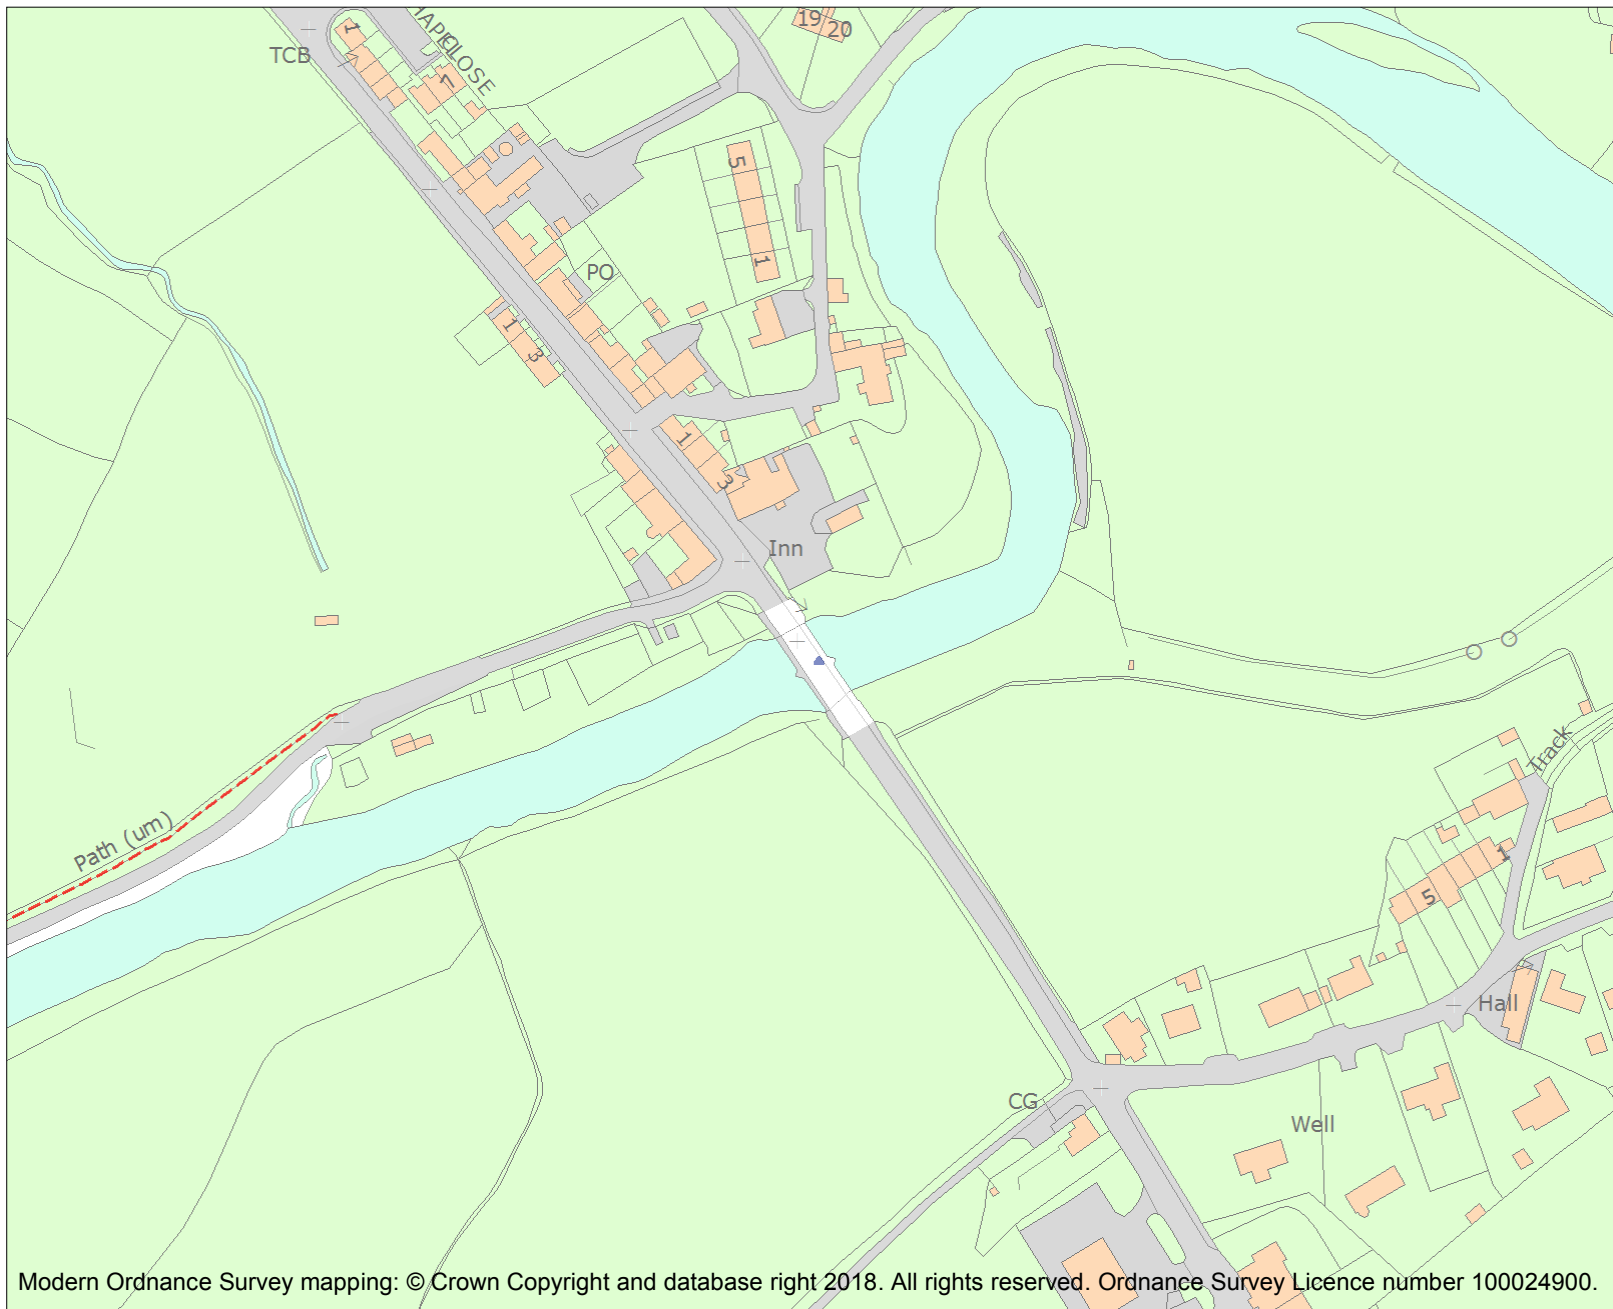 19
20
1
TCB
CLOSE
5
1
PO
1
3
1
3
Inn
Track
Path (um)
1
5
Hall
CG
Well
Modern Ordnance Survey mapping: © Crown Copyright and database right 2018. All rights reserved. Ordnance Survey Licence number 100024900.